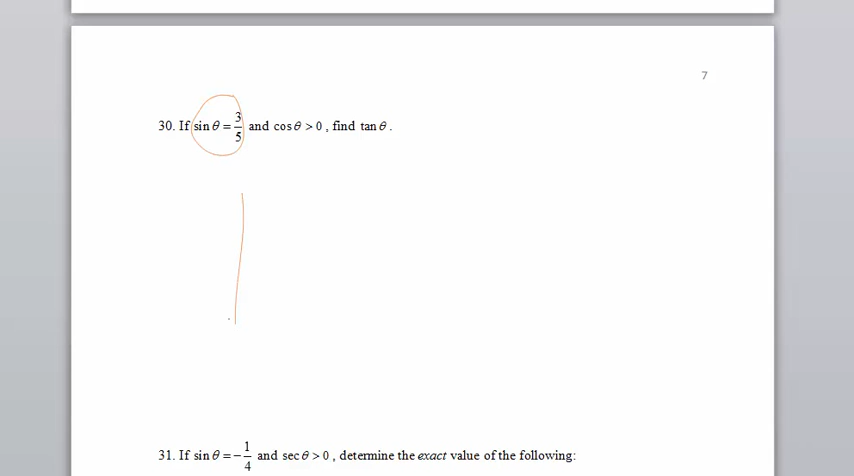 7
30. If sin θ = 3/5 and cos θ > 0 , find tan θ .
31. If sin θ = −1/4 and sec θ > 0 , determine the exact value of the following: